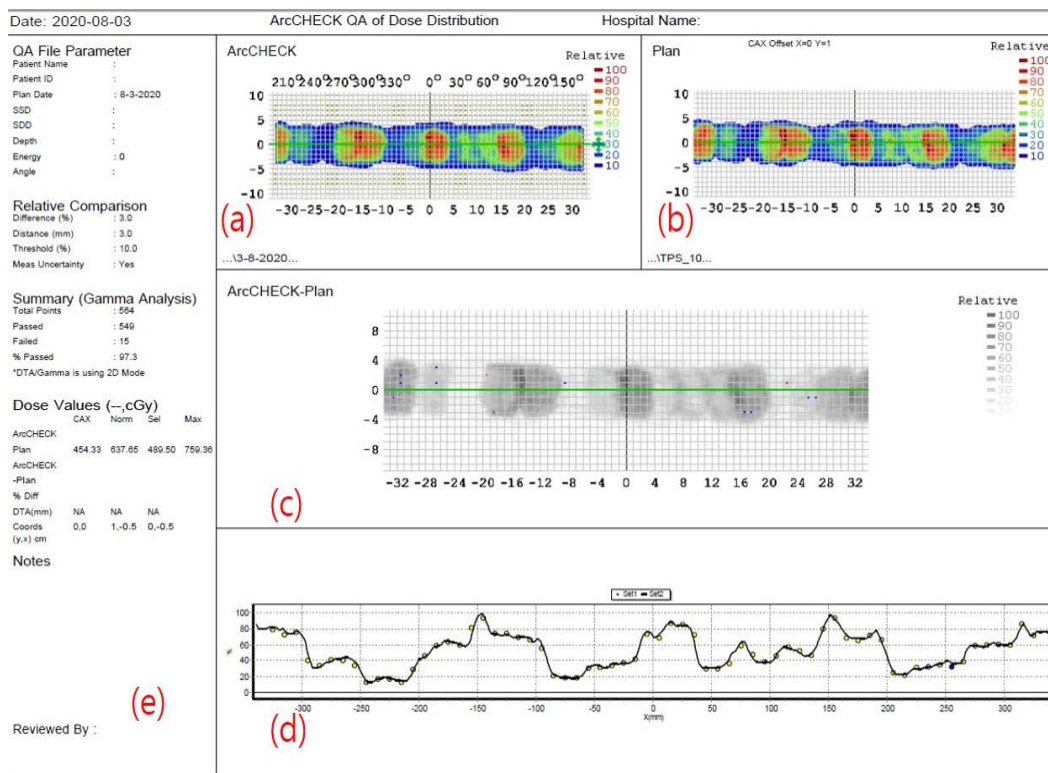 Date: 2020-08-03 ArcCHECK QA of Dose Distribution Hospital Name:
QA File Parameter
Patient Name :
Patient ID :
Plan Date : 8-3-2020
SSD :
SDD :
Depth :
Energy : 0
Angle :
Relative Comparison
Difference (%) : 3.0
Distance (mm) : 3.0
Threshold (%) : 10.0
Meas Uncertainty : Yes
Summary (Gamma Analysis)
Total Points : 564
Passed : 549
Failed : 15
% Passed : 97.3
*DTA/Gamma is using 2D Mode
Dose Values (--,cGy)
CAX Norm Sel Max
ArcCHECK
Plan 454.33 637.65 489.50 759.36
ArcCHECK
-Plan
% Diff
DTA(mm) NA NA NA
Coords 0,0 1,-0.5 0,-0.5
(y,x) cm
Notes
(e)
Reviewed By :
ArcCHECK
Relative
210° 240° 270° 300° 330° 0° 30° 60° 90° 120° 150°
100
90
80
70
60
50
40
30
20
10
10
5
0
-5
-10
-30 -25 -20 -15 -10 -5 0 5 10 15 20 25 30
(a)
...\3-8-2020...
Plan
CAX Offset X=0 Y=1
Relative
100
90
80
70
60
50
40
30
20
10
10
5
0
-5
-10
-30 -25 -20 -15 -10 -5 0 5 10 15 20 25 30
(b)
...\TPS_10...
ArcCHECK-Plan
Relative
100
90
80
70
60
50
40
30
20
10
8
4
0
-4
-8
-32 -28 -24 -20 -16 -12 -8 -4 0 4 8 12 16 20 24 28 32
(c)
Set1 Set2
100
80
60
40
20
0
%
-300 -250 -200 -150 -100 -50 0 50 100 150 200 250 300
X(mm)
(d)